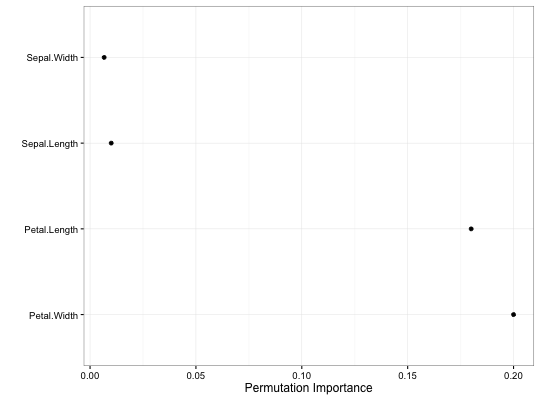 Sepal.Width
Sepal.Length
Petal.Length
Petal.Width
0.00 0.05 0.10 0.15 0.20
Permutation Importance